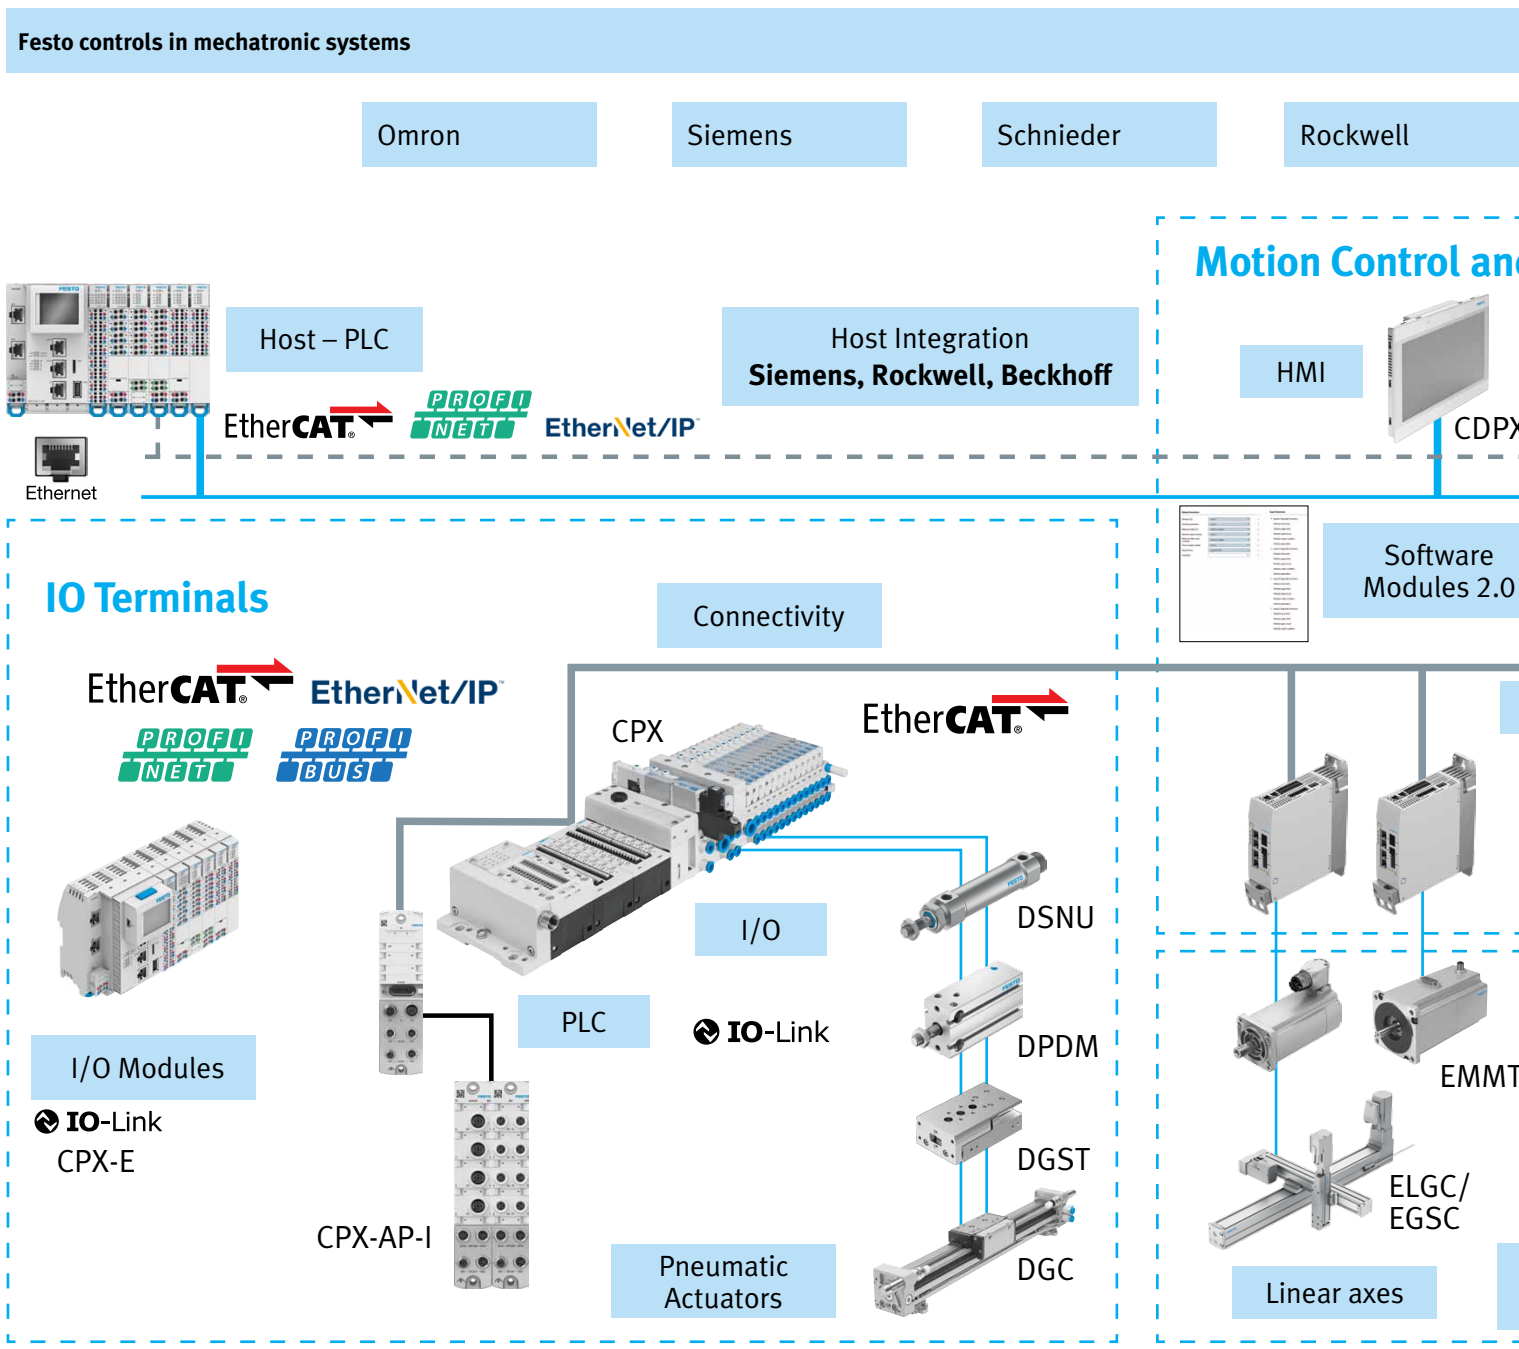 Festo controls in mechatronic systems
Omron
Siemens
Schnieder
Rockwell
Motion Control and
Host – PLC
Host Integration
Siemens, Rockwell, Beckhoff
HMI
EtherCAT®
PROFI
NET
EtherNet/IP™
CDPX
Ethernet
IO Terminals
Connectivity
Software
Modules 2.0
EtherCAT®
EtherNet/IP™
PROFI
NET
PROFI
BUS
CPX
EtherCAT®
I/O
DSNU
PLC
IO-Link
DPDM
I/O Modules
IO-Link
CPX-E
EMMT
DGST
ELGC/
EGSC
CPX-AP-I
Pneumatic
Actuators
DGC
Linear axes